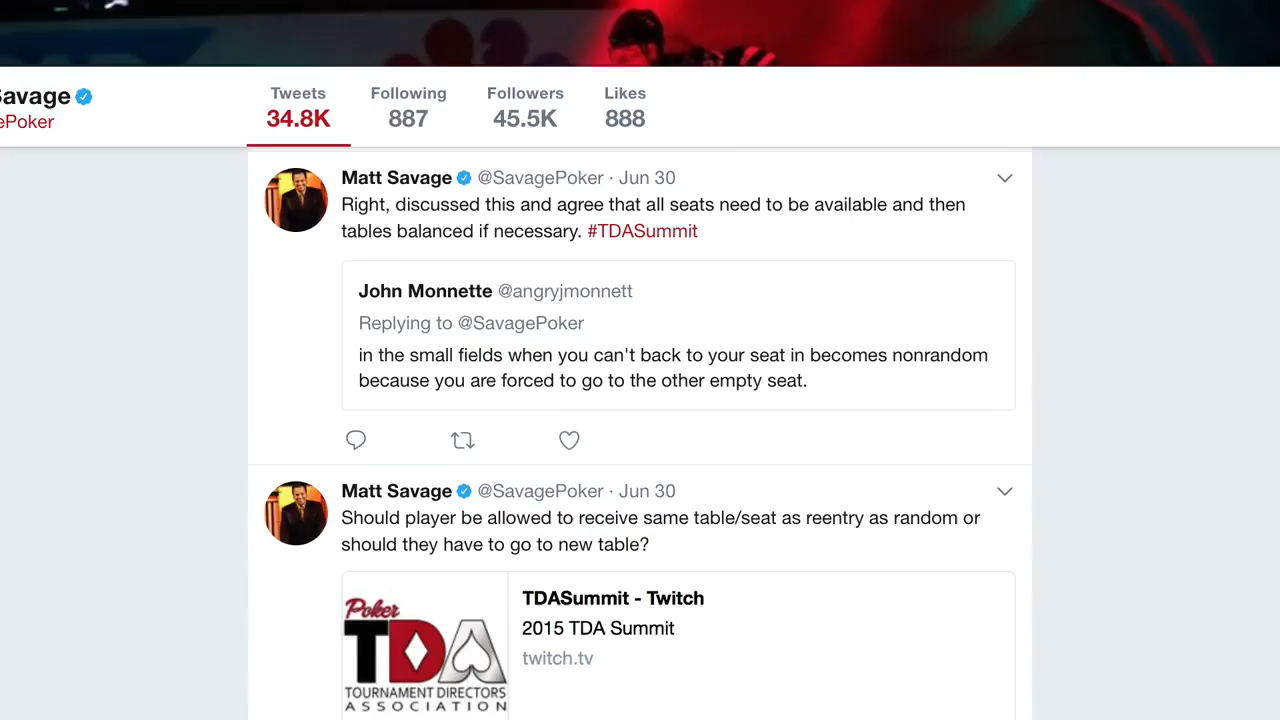 Savage
ePoker
Tweets
34.8K
Following
887
Followers
45.5K
Likes
888
Matt Savage @SavagePoker · Jun 30
Right, discussed this and agree that all seats need to be available and then
tables balanced if necessary. #TDASummit
John Monnette @angryjmonnett
Replying to @SavagePoker
in the small fields when you can't back to your seat in becomes nonrandom
because you are forced to go to the other empty seat.
Matt Savage @SavagePoker · Jun 30
Should player be allowed to receive same table/seat as reentry as random or
should they have to go to new table?
Poker
TDA
TOURNAMENT DIRECTORS
ASSOCIATION
TDASummit - Twitch
2015 TDA Summit
twitch.tv